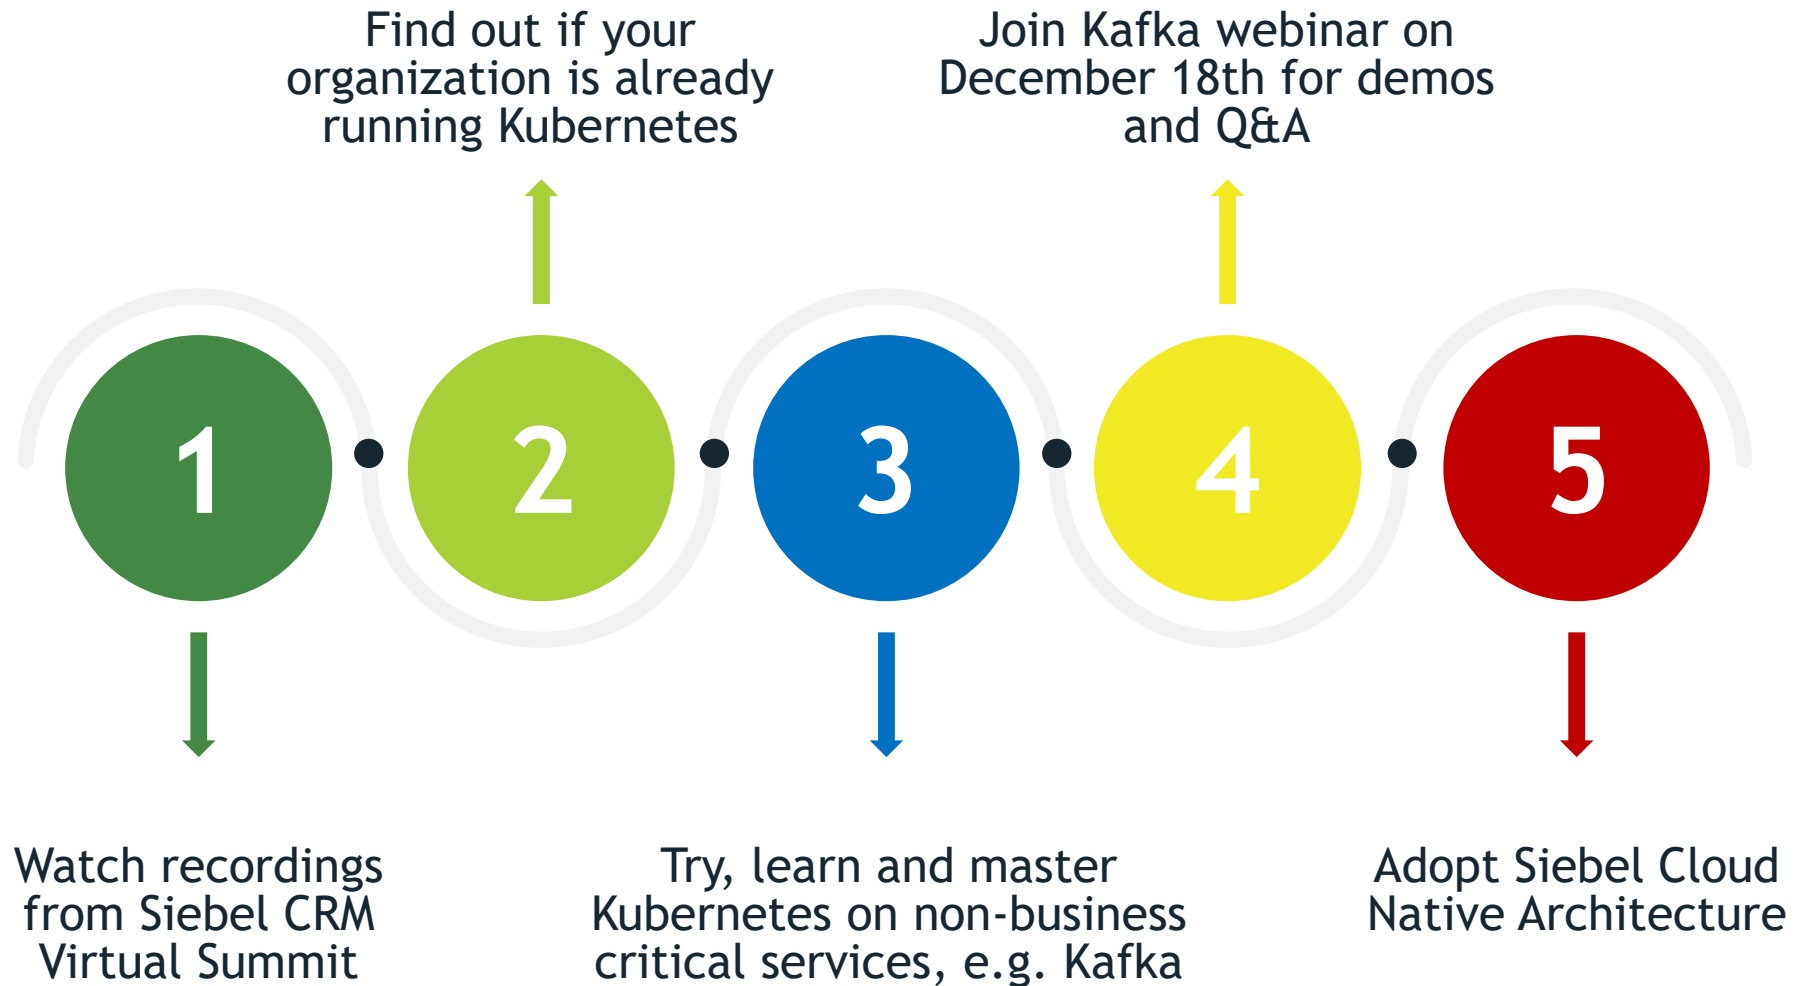 Find out if your
organization is already
running Kubernetes
Join Kafka webinar on
December 18th for demos
and Q&A
1
2
3
4
5
Watch recordings
from Siebel CRM
Virtual Summit
Try, learn and master
Kubernetes on non-business
critical services, e.g. Kafka
Adopt Siebel Cloud
Native Architecture